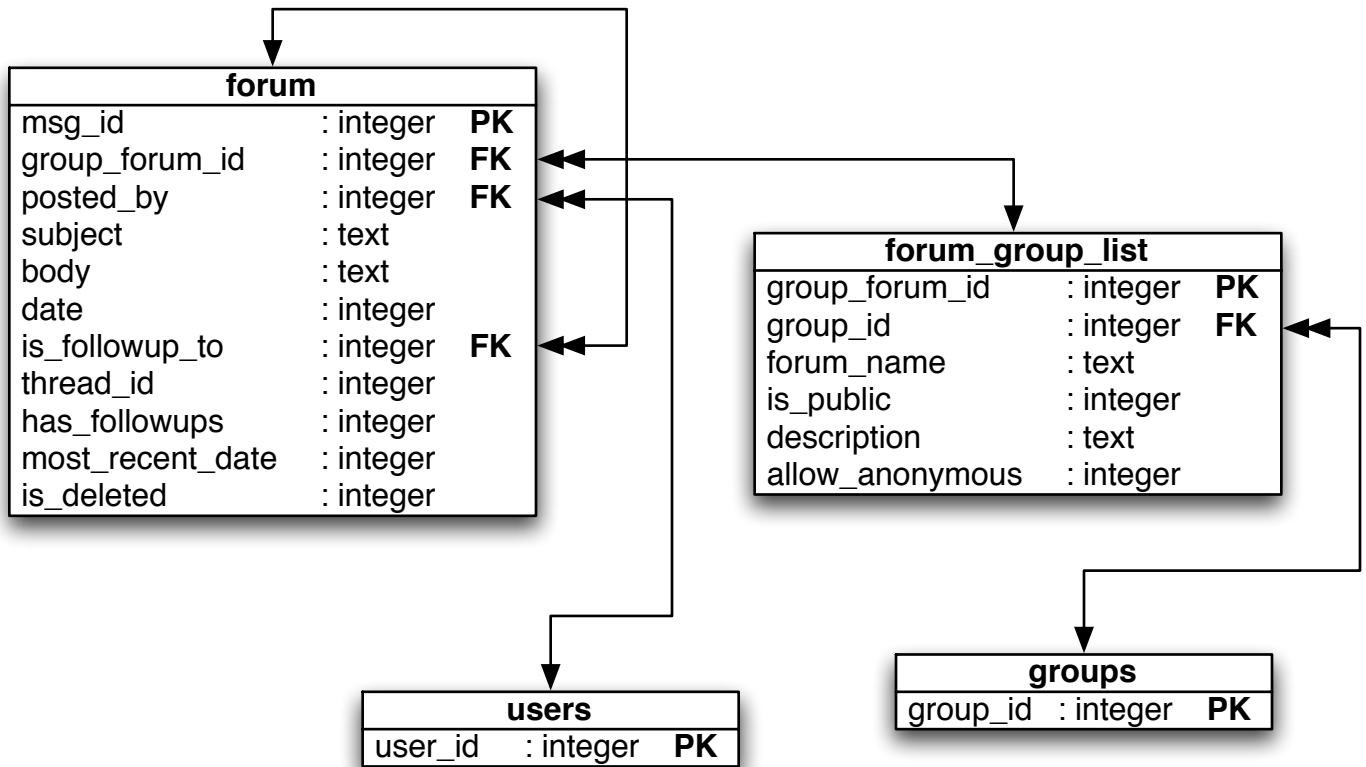 forum
msg_id : integer PK
group_forum_id : integer FK
posted_by : integer FK
subject : text
body : text
date : integer
is_followup_to : integer FK
thread_id : integer
has_followups : integer
most_recent_date : integer
is_deleted : integer
forum_group_list
group_forum_id : integer PK
group_id : integer FK
forum_name : text
is_public : integer
description : text
allow_anonymous : integer
users
user_id : integer PK
groups
group_id : integer PK